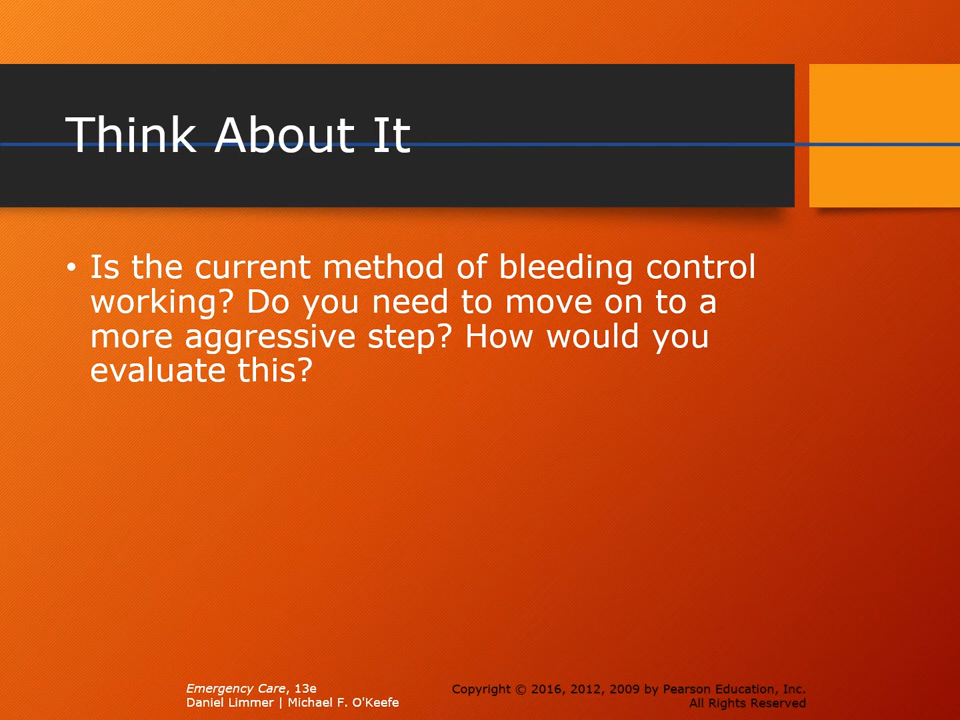 Think About It
• Is the current method of bleeding control
working? Do you need to move on to a
more aggressive step? How would you
evaluate this?
Emergency Care, 13e
Daniel Limmer | Michael F. O'Keefe
Copyright © 2016, 2012, 2009 by Pearson Education, Inc.
All Rights Reserved